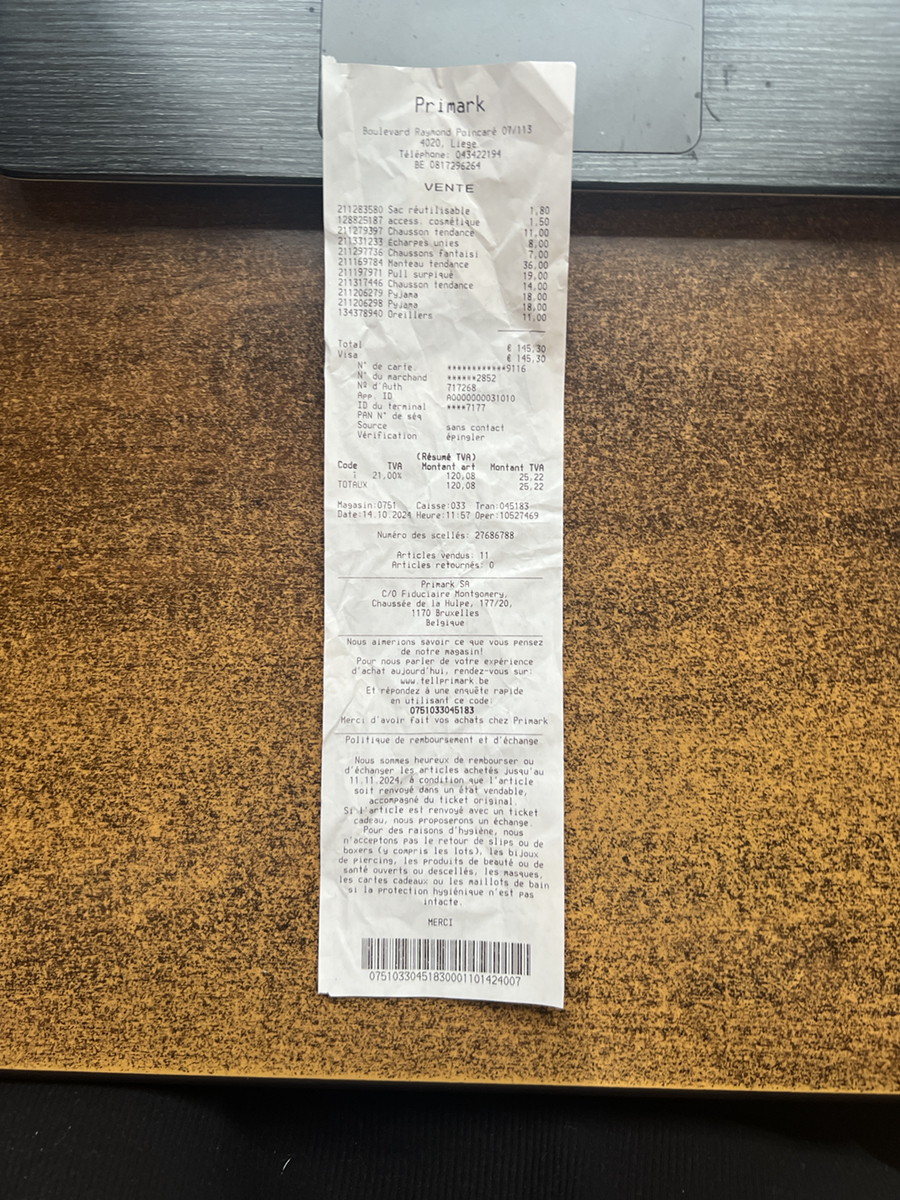 Primark
Boulevard Raymond Poincaré 07/113
4020, Liege
Téléphone: 043422194
BE 0817296264
VENTE
211283580 Sac réutilisable 1,80
128825187 access. cosmétique 1,50
211279397 Chausson tendance 11,00
211331233 Écharpes unies 8,00
211297736 Chaussons fantaisi 7,00
211169784 Manteau tendance 36,00
211197971 Pull surpiqué 19,00
211317446 Chausson tendance 14,00
211206279 Pyjama 18,00
211206298 Pyjama 18,00
134378940 Oreillers 11,00
Total € 145,30
Visa € 145,30
N° de carte. ************9116
N° du marchand ******2852
Nº d'Auth 717268
App. ID A0000000031010
ID du terminal ****7177
PAN N° de séq
Source sans contact
Vérification épingler
(Résumé TVA)
Code TVA Montant art Montant TVA
1 21,00% 120,08 25,22
TOTAUX 120,08 25,22
Magasin:0751 Caisse:033 Tran:045183
Date:14.10.2024 Heure:11:57 Oper:10527469
Numéro des scellés: 27686788
Articles vendus: 11
Articles retournés: 0
Primark SA
C/O Fiduciaire Montgomery,
Chaussée de la Hulpe, 177/20,
1170 Bruxelles
Belgique
Nous aimerions savoir ce que vous pensez
de notre magasin!
Pour nous parler de votre expérience
d'achat aujourd'hui, rendez-vous sur:
www.tellprimark.be
Et répondez à une enquête rapide
en utilisant ce code:
0751033045183
Merci d'avoir fait vos achats chez Primark
Politique de remboursement et d'échange
Nous sommes heureux de rembourser ou
d'échanger les articles achetés jusqu'au
11.11.2024, à condition que l'article
soit renvoyé dans un état vendable,
accompagné du ticket original.
Si l'article est renvoyé avec un ticket
cadeau, nous proposerons un échange.
Pour des raisons d'hygiène, nous
n'acceptons pas le retour de slips ou de
boxers (y compris les lots), les bijoux
de piercing, les produits de beauté ou de
santé ouverts ou descellés, les masques,
les cartes cadeaux ou les maillots de bain
si la protection hygiénique n'est pas
intacte.
MERCI
07510330451830001101424007